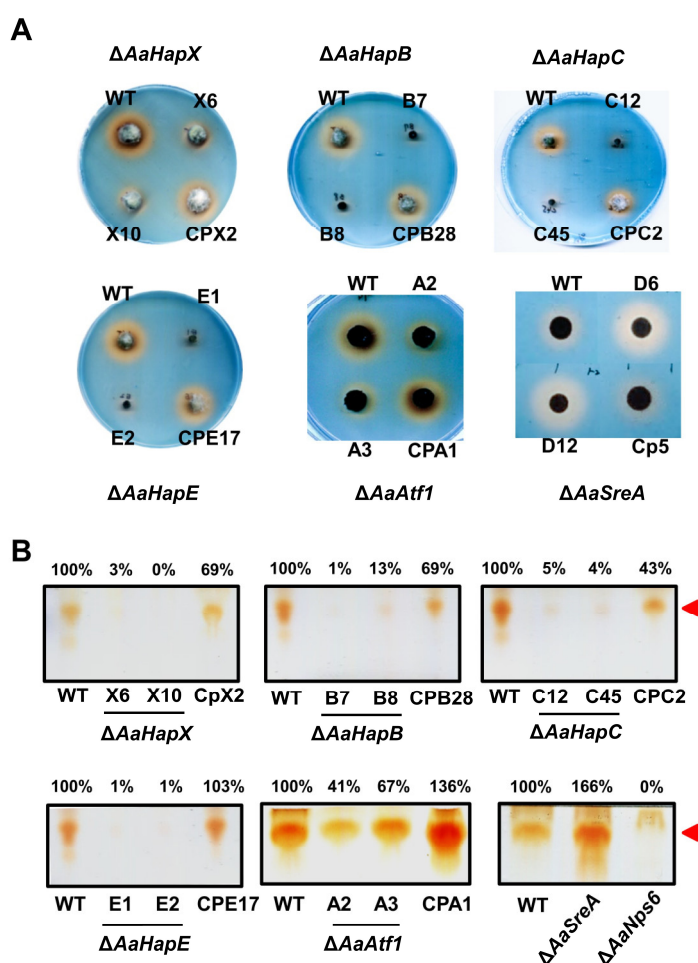 A
ΔAaHapX ΔAaHapB ΔAaHapC
WT X6 WT B7 WT C12
X10 CPX2 B8 CPB28 C45 CPC2
WT E1 WT A2 WT D6
E2 CPE17 A3 CPA1 D12 Cp5
ΔAaHapE ΔAaAtf1 ΔAaSreA
B
100% 3% 0% 69% 100% 1% 13% 69% 100% 5% 4% 43%
WT X6 X10 CpX2 WT B7 B8 CPB28 WT C12 C45 CPC2
ΔAaHapX ΔAaHapB ΔAaHapC
100% 1% 1% 103% 100% 41% 67% 136% 100% 166% 0%
WT E1 E2 CPE17 WT A2 A3 CPA1 WT ΔAaSreA ΔAaNps6
ΔAaHapE ΔAaAtf1